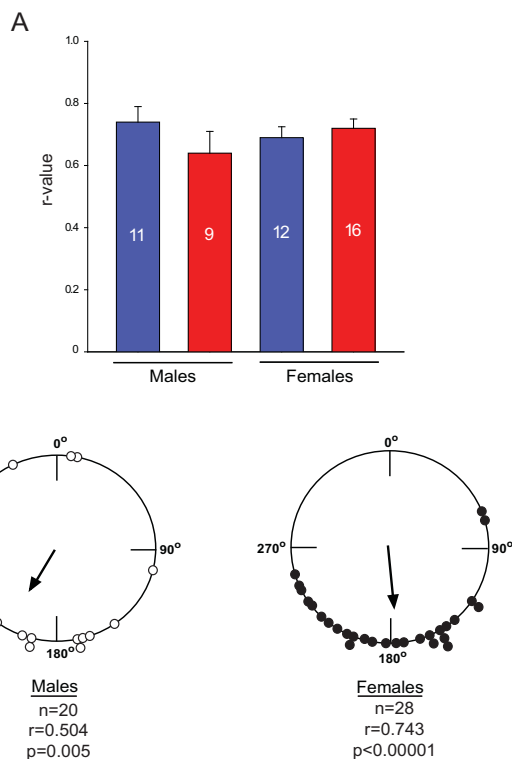 A
1.0
0.8
0.6
0.4
0.2
0
r-value
11
9
12
16
Males
Females
0°
90°
180°
0°
90°
180°
270°
Males
n=20
r=0.504
p=0.005
Females
n=28
r=0.743
p<0.00001